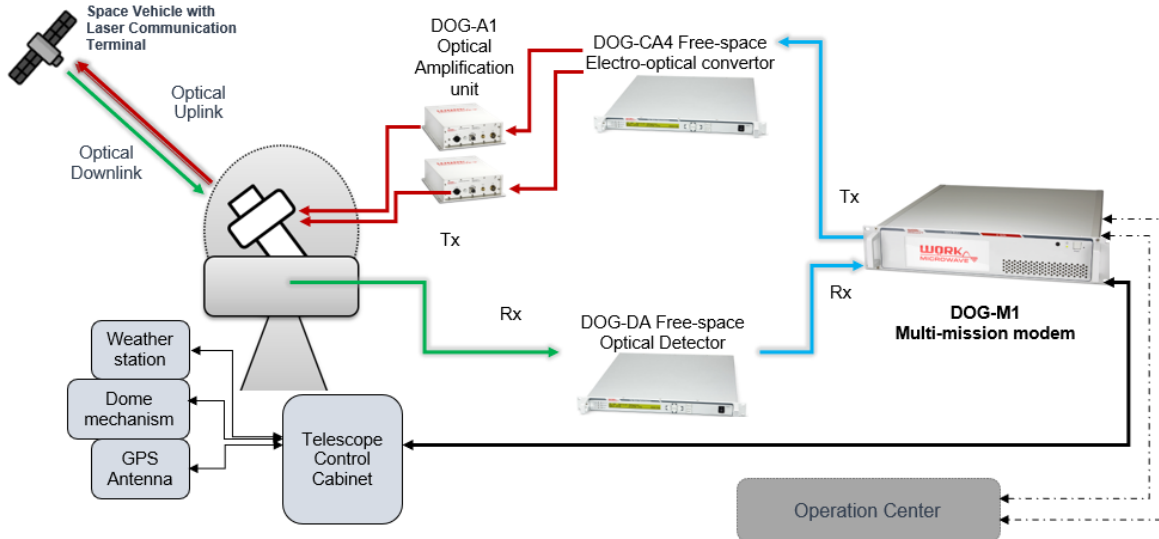 Space Vehicle with
Laser Communication
Terminal
Optical
Uplink
Optical
Downlink
DOG-A1
Optical
Amplification
unit
DOG-CA4 Free-space
Electro-optical convertor
Tx
Tx
WORK
MICROWAVE
Rx
Rx
DOG-M1
Multi-mission modem
DOG-DA Free-space
Optical Detector
Weather
station
Dome
mechanism
GPS
Antenna
Telescope
Control
Cabinet
Operation Center